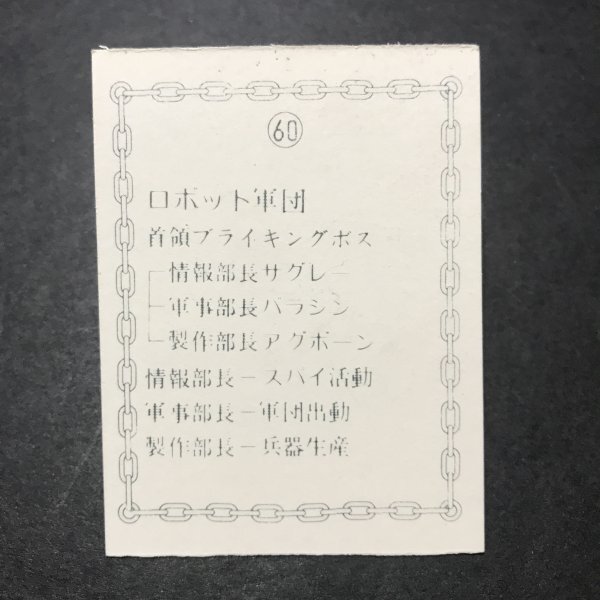 60
ロボット軍団
首領ブライキングボス
情報部長サグレー
軍事部長バラシン
製作部長アグボーン
情報部長ースパイ活動
軍事部長ー軍団出動
製作部長ー兵器生産